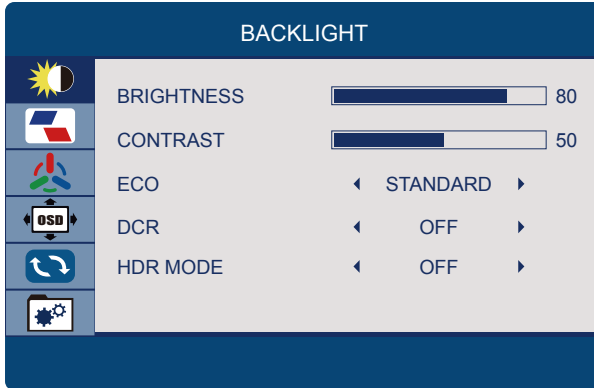 BACKLIGHT
BRIGHTNESS 80
CONTRAST 50
ECO STANDARD
DCR OFF
HDR MODE OFF
OSD